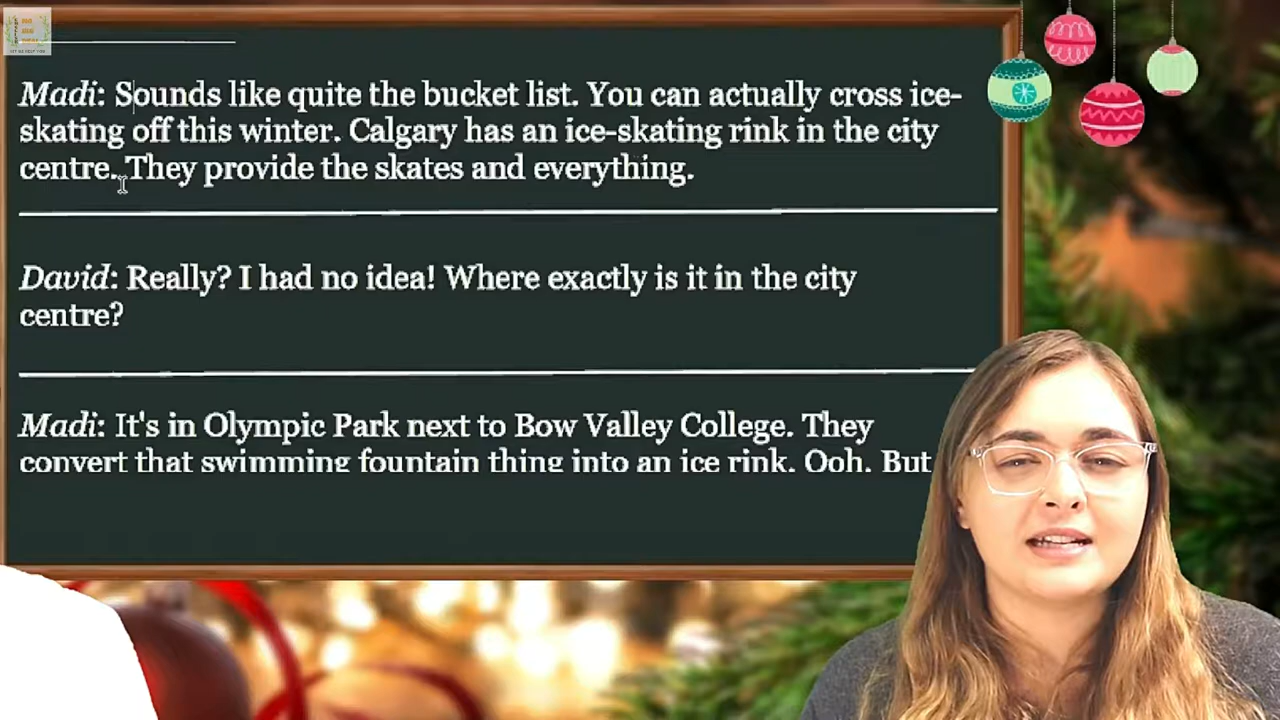 Madi: Sounds like quite the bucket list. You can actually cross ice-
skating off this winter. Calgary has an ice-skating rink in the city
centre. They provide the skates and everything.
David: Really? I had no idea! Where exactly is it in the city
centre?
Madi: It's in Olympic Park next to Bow Valley College. They
convert that swimming fountain thing into an ice rink. Ooh. But